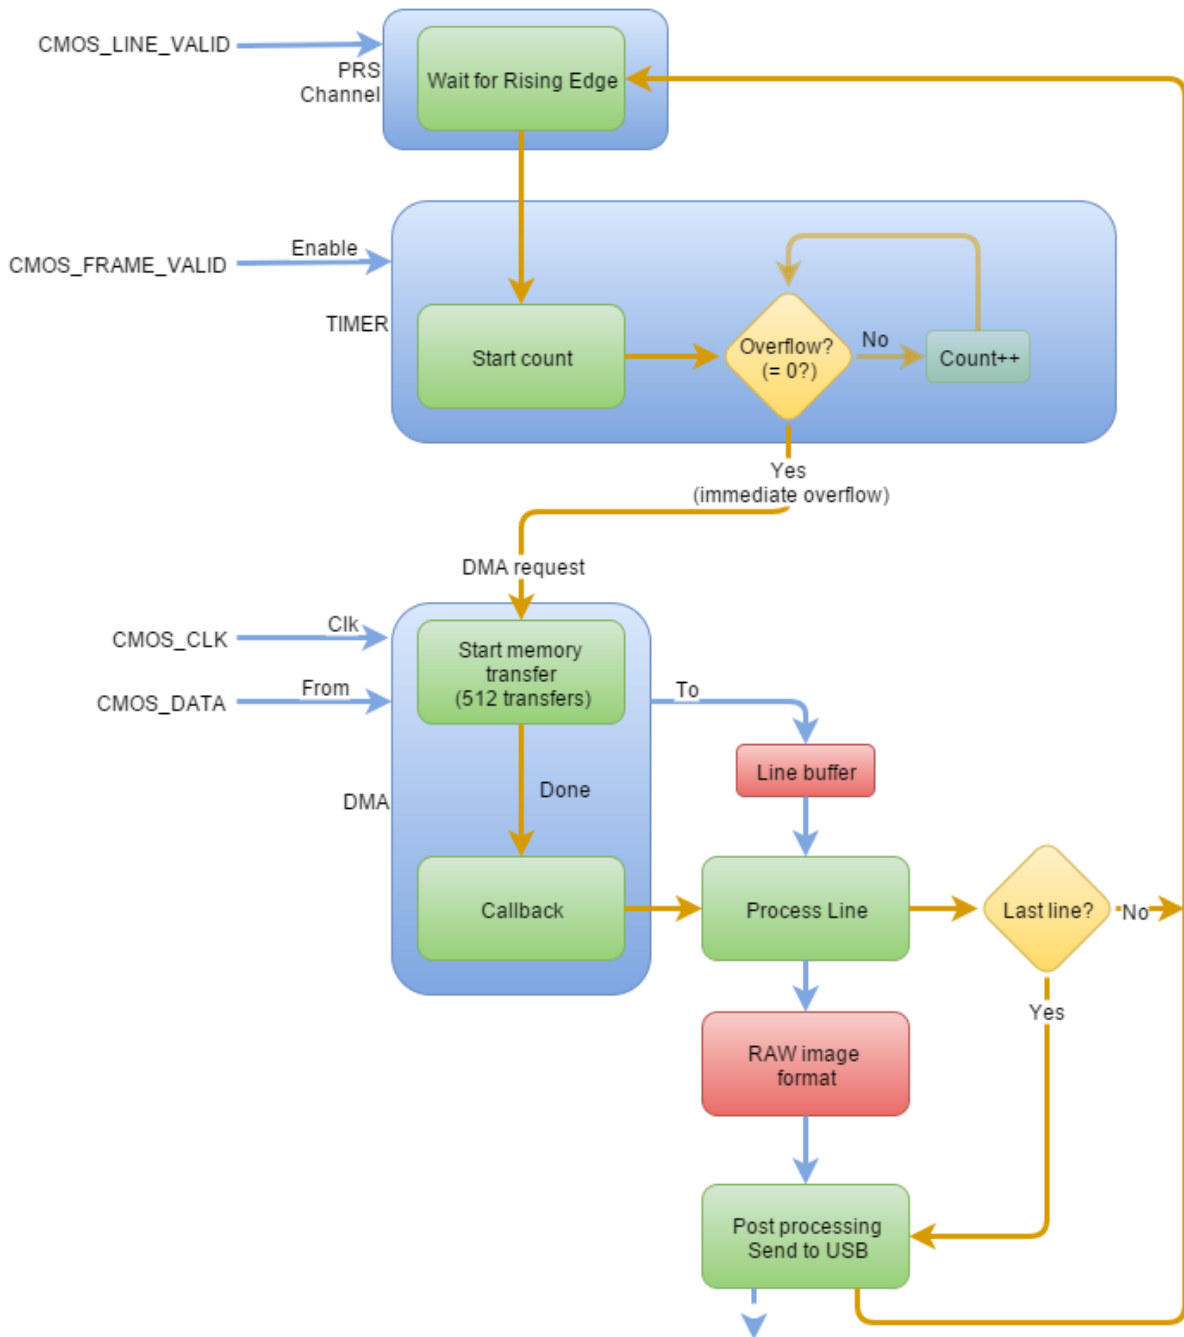 CMOS_LINE_VALID
PRS
Channel
Wait for Rising Edge
CMOS_FRAME_VALID
Enable
TIMER
Start count
Overflow?
(= 0?)
No
Count++
Yes
(immediate overflow)
DMA request
CMOS_CLK
Clk
CMOS_DATA
From
Start memory
transfer
(512 transfers)
To
Line buffer
Done
DMA
Callback
Process Line
Last line?
No
Yes
RAW image
format
Post processing
Send to USB